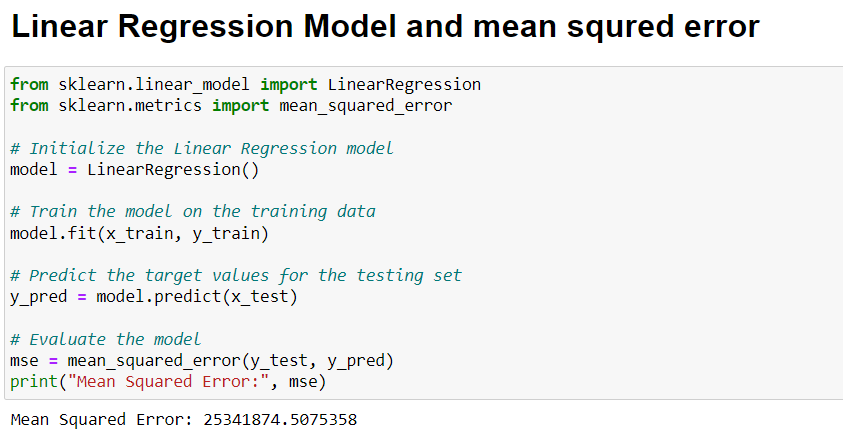 Linear Regression Model and mean squred error
from sklearn.linear_model import LinearRegression
from sklearn.metrics import mean_squared_error
# Initialize the Linear Regression model
model = LinearRegression()
# Train the model on the training data
model.fit(x_train, y_train)
# Predict the target values for the testing set
y_pred = model.predict(x_test)
# Evaluate the model
mse = mean_squared_error(y_test, y_pred)
print("Mean Squared Error:", mse)
Mean Squared Error: 25341874.5075358